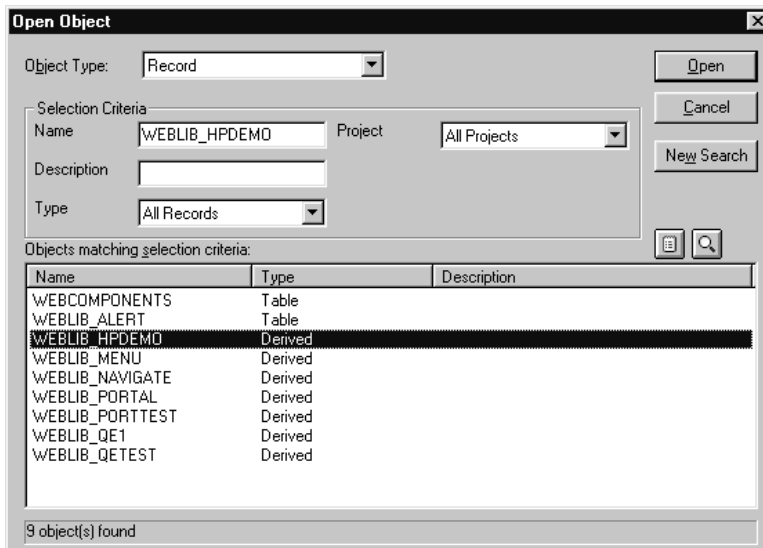 Open Object
Object Type: Record Open
Selection Criteria Cancel
Name WEBLIB_HPDEMO Project All Projects
New Search
Description
Type All Records
Objects matching selection criteria:
Name Type Description
WEBCOMPONENTS Table
WEBLIB_ALERT Table
WEBLIB_HPDEMO Derived
WEBLIB_MENU Derived
WEBLIB_NAVIGATE Derived
WEBLIB_PORTAL Derived
WEBLIB_PORTTEST Derived
WEBLIB_QE1 Derived
WEBLIB_QETEST Derived
9 object(s) found